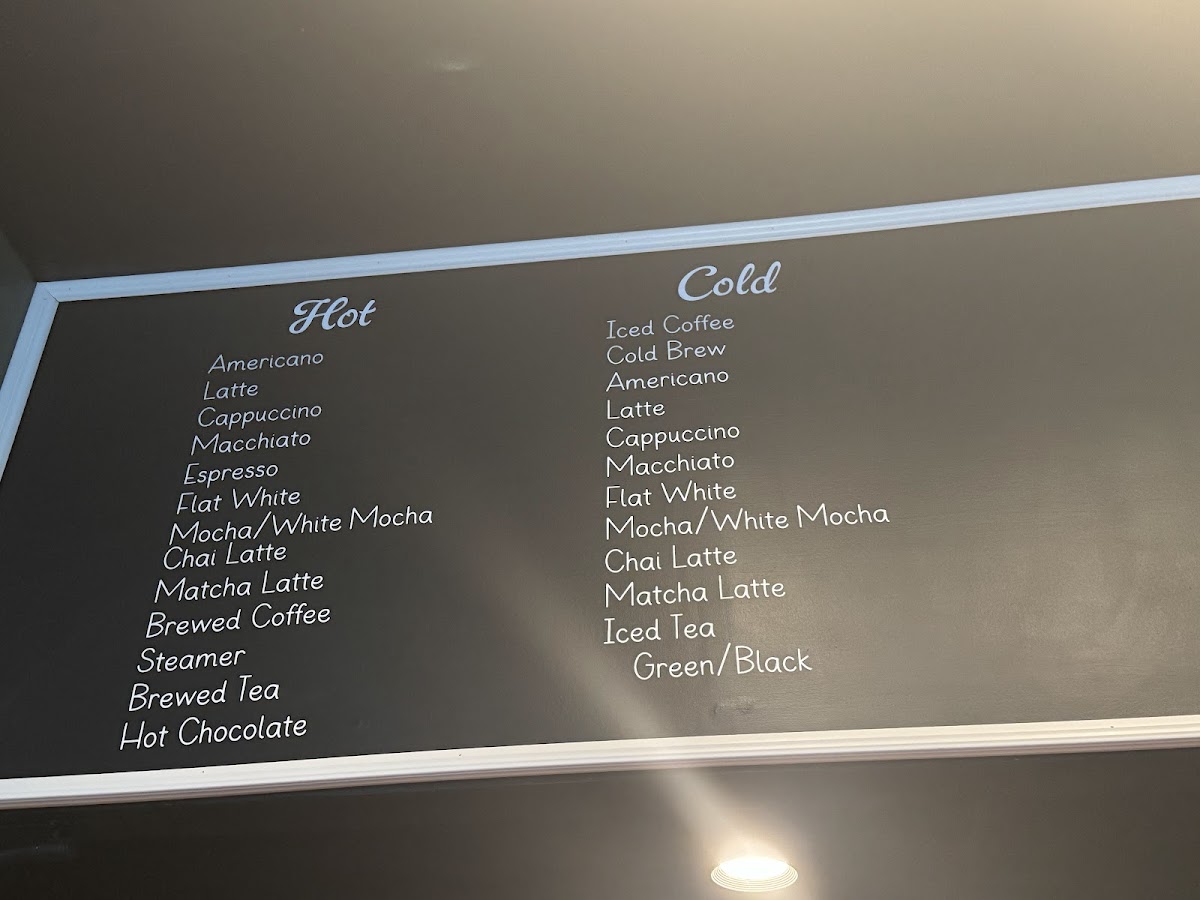 Hot
Americano
Latte
Cappuccino
Macchiato
Espresso
Flat White
Mocha/White Mocha
Chai Latte
Matcha Latte
Brewed Coffee
Steamer
Brewed Tea
Hot Chocolate
Cold
Iced Coffee
Cold Brew
Americano
Latte
Cappuccino
Macchiato
Flat White
Mocha/White Mocha
Chai Latte
Matcha Latte
Iced Tea
Green/Black